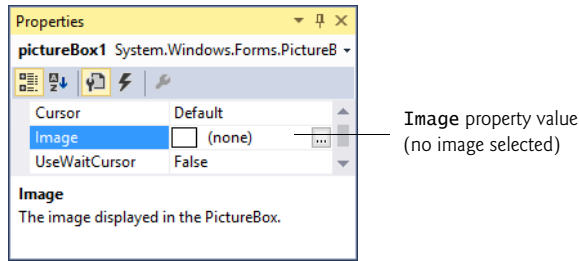 Properties
pictureBox1 System.Windows.Forms.PictureB
Cursor Default
Image (none) ...
UseWaitCursor False
Image
The image displayed in the PictureBox.
Image property value
(no image selected)